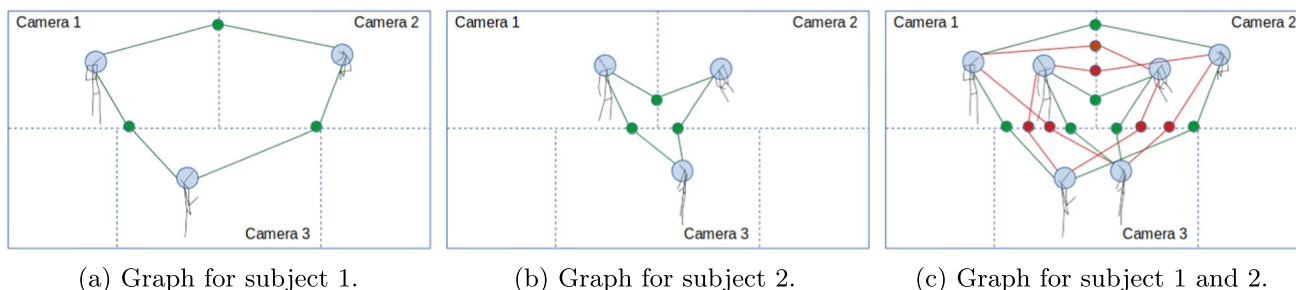 Camera 1
Camera 2
Camera 3
(a) Graph for subject 1.
Camera 1
Camera 2
Camera 3
(b) Graph for subject 2.
Camera 1
Camera 2
Camera 3
(c) Graph for subject 1 and 2.